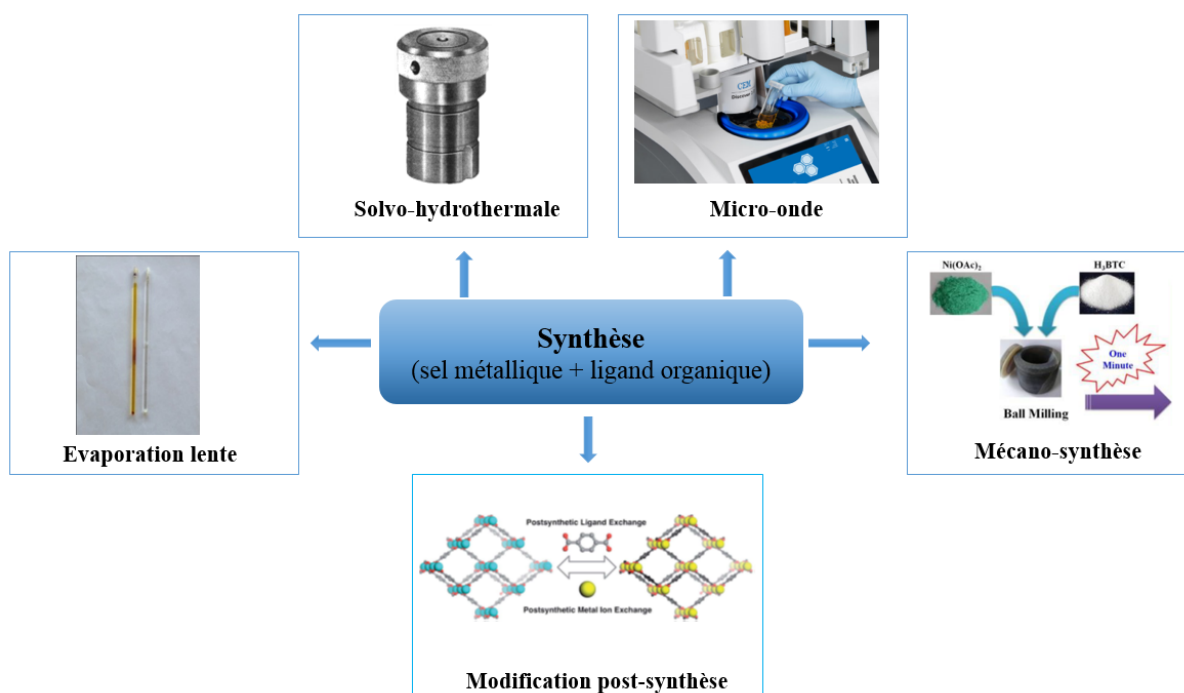 CEM
Discover
Solvo-hydrothermale
Micro-onde
Evaporation lente
Synthèse
(sel métallique + ligand organique)
Ni(OAc)₂
H₃BTC
One
Minute
Ball Milling
Mécano-synthèse
Postsynthetic Ligand Exchange
Postsynthetic Metal Ion Exchange
Modification post-synthèse